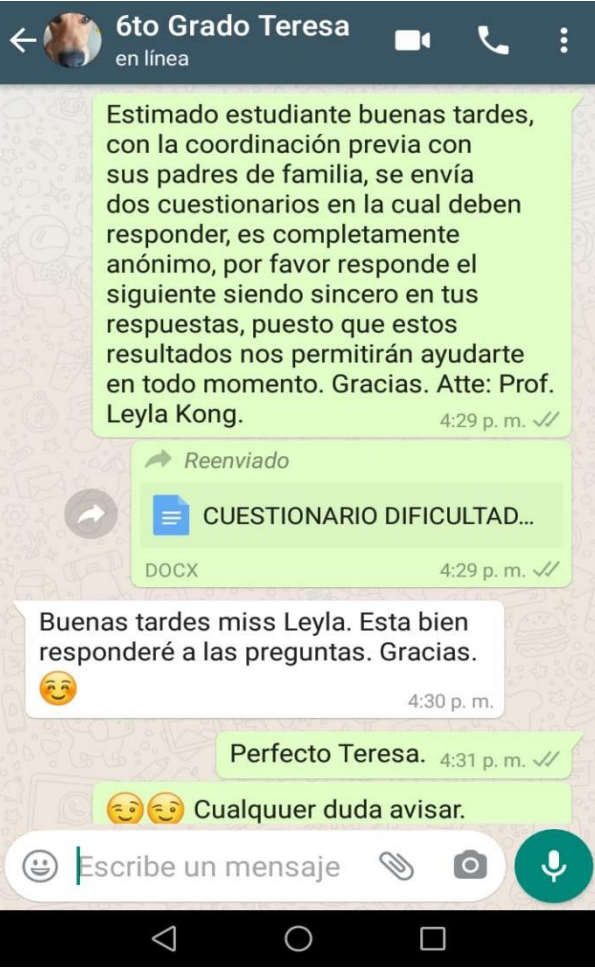 6to Grado Teresa
en línea
Estimado estudiante buenas tardes,
con la coordinación previa con
sus padres de familia, se envía
dos cuestionarios en la cual deben
responder, es completamente
anónimo, por favor responde el
siguiente siendo sincero en tus
respuestas, puesto que estos
resultados nos permitirán ayudarte
en todo momento. Gracias. Atte: Prof.
Leyla Kong. 4:29 p. m.
Reenviado
CUESTIONARIO DIFICULTAD...
DOCX 4:29 p. m.
Buenas tardes miss Leyla. Esta bien
responderé a las preguntas. Gracias.
☺️
4:30 p. m.
Perfecto Teresa. 4:31 p. m.
😉😉 Cualquuer duda avisar.
Escribe un mensaje